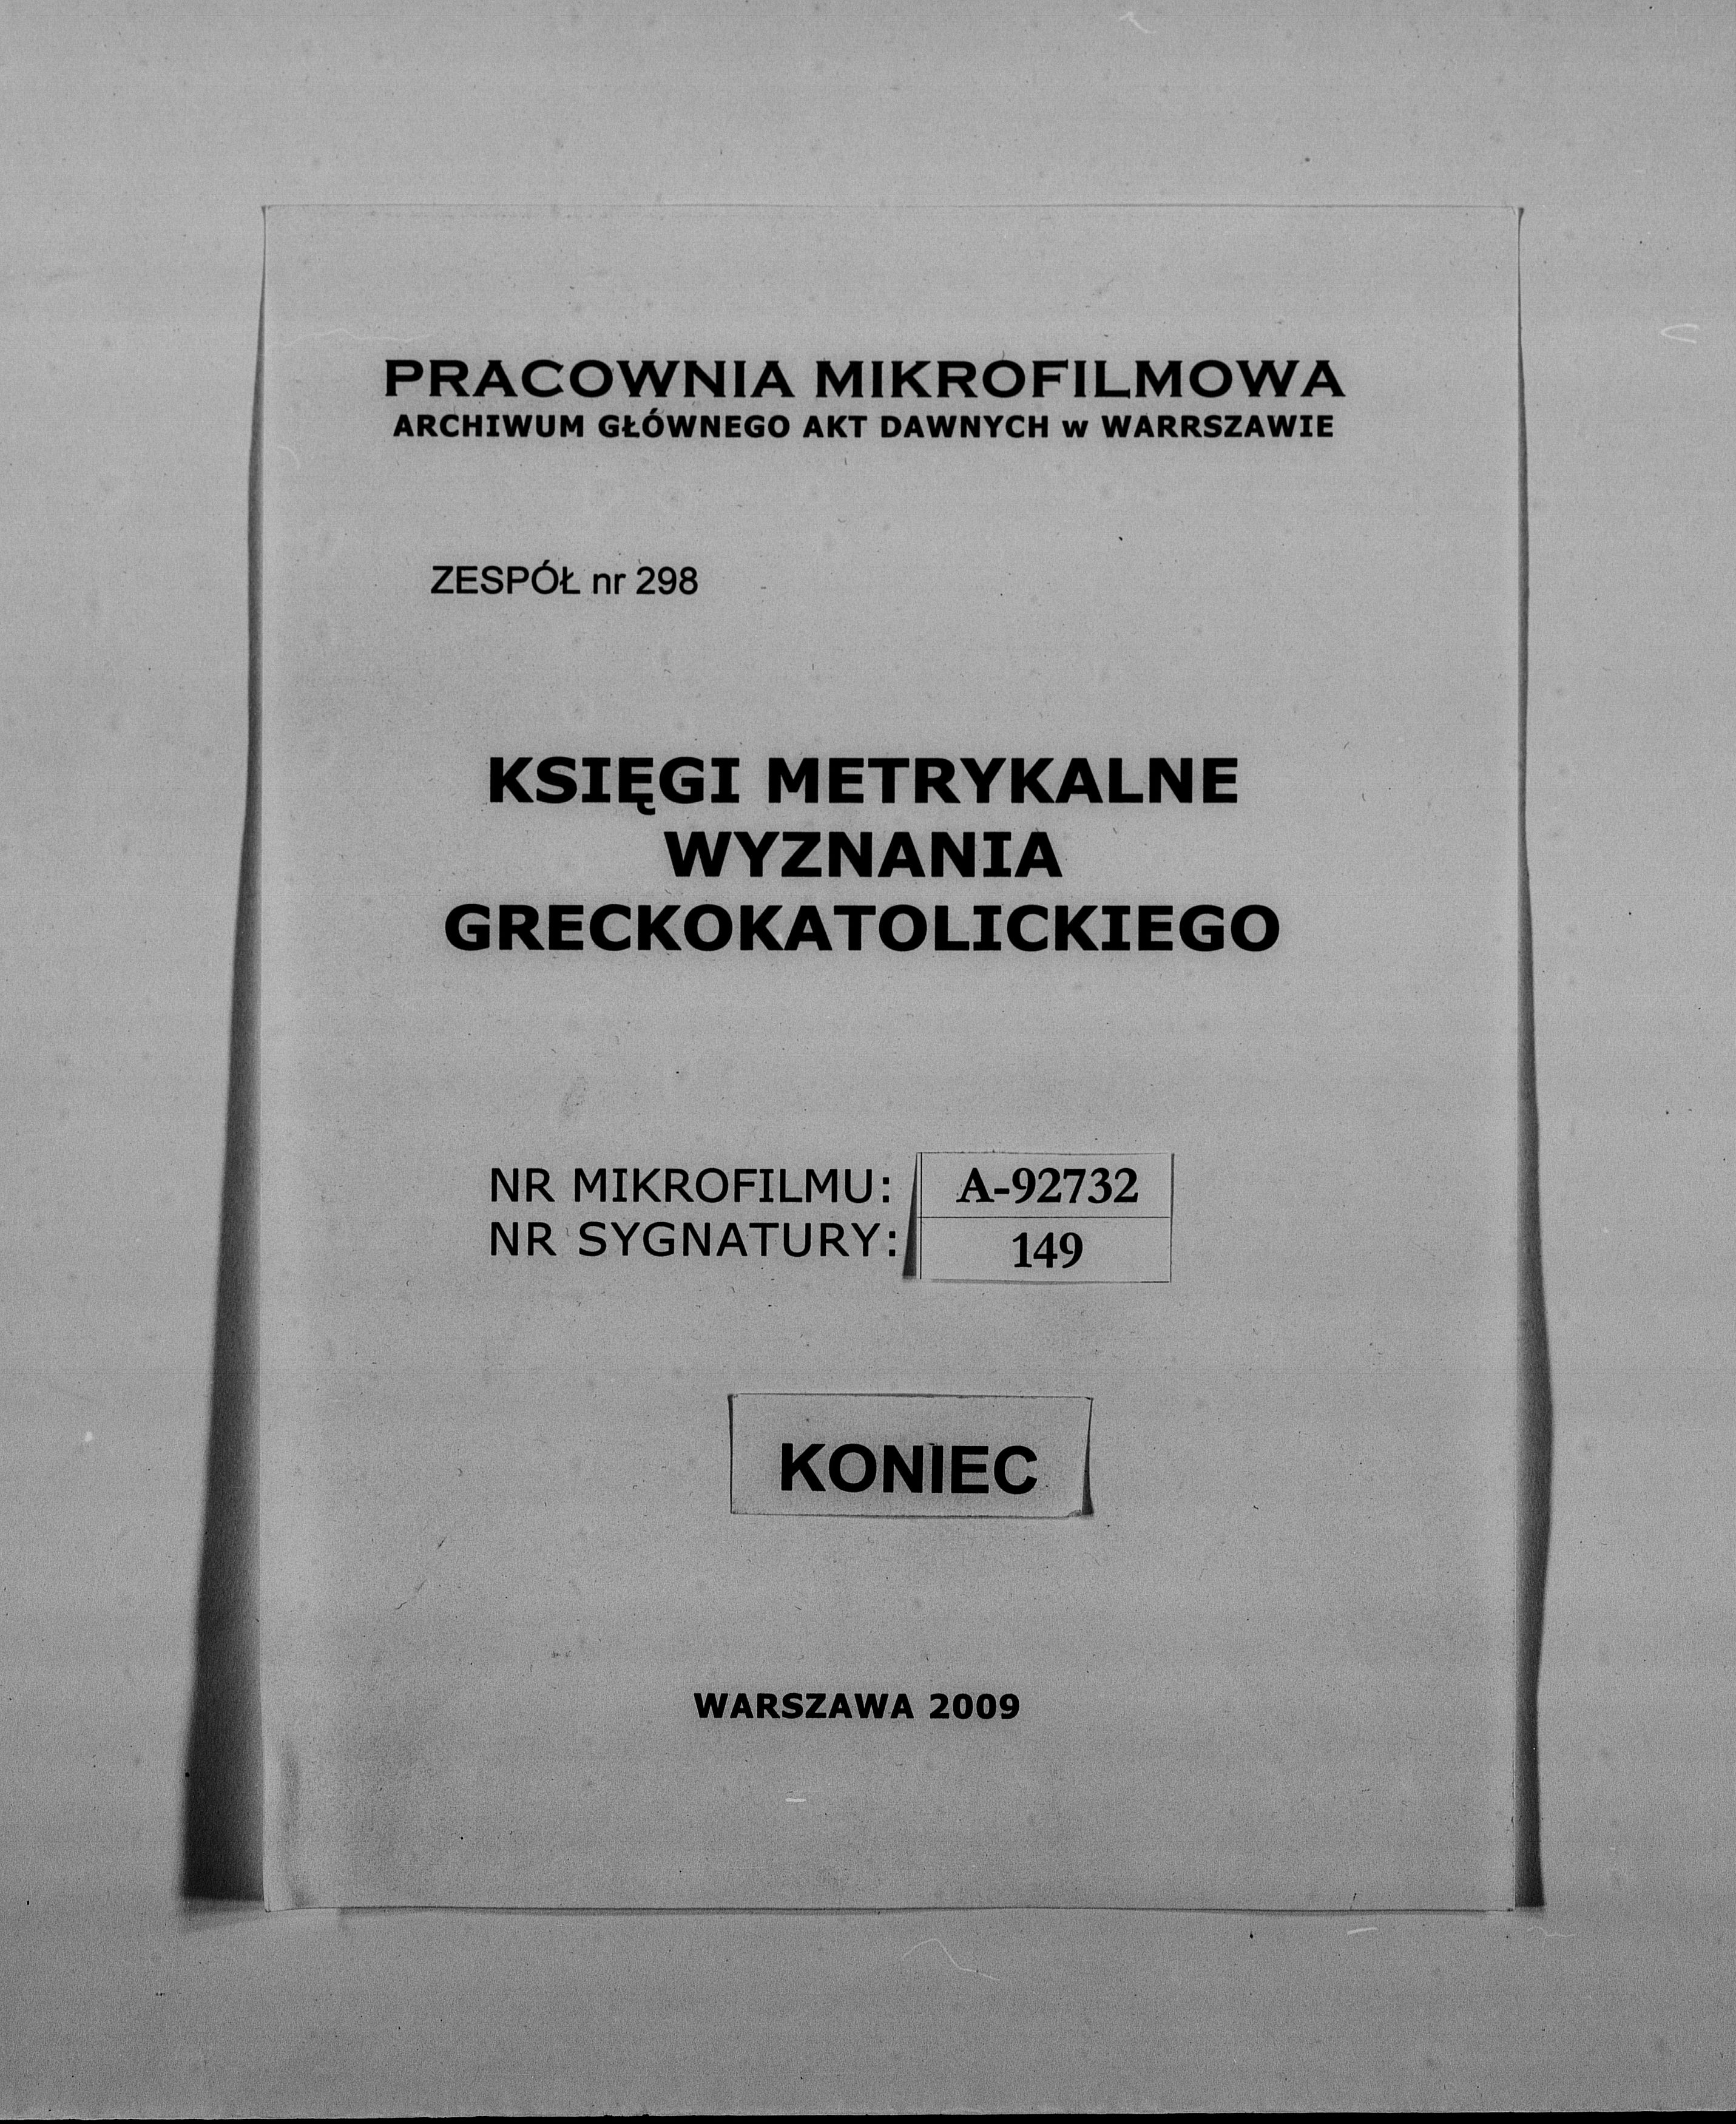 PRACOWNIA MIKROFILMOWA
ARCHIWUM GŁÓWNEGO AKT DAWNYCH w WARRSZAWIE
ZESPÓŁ nr 298
KSIĘGI METRYKALNE
WYZNANIA
GRECKOKATOLICKIEGO
NR MIKROFILMU: A-92732
NR SYGNATURY: 149
KONIEC
WARSZAWA 2009